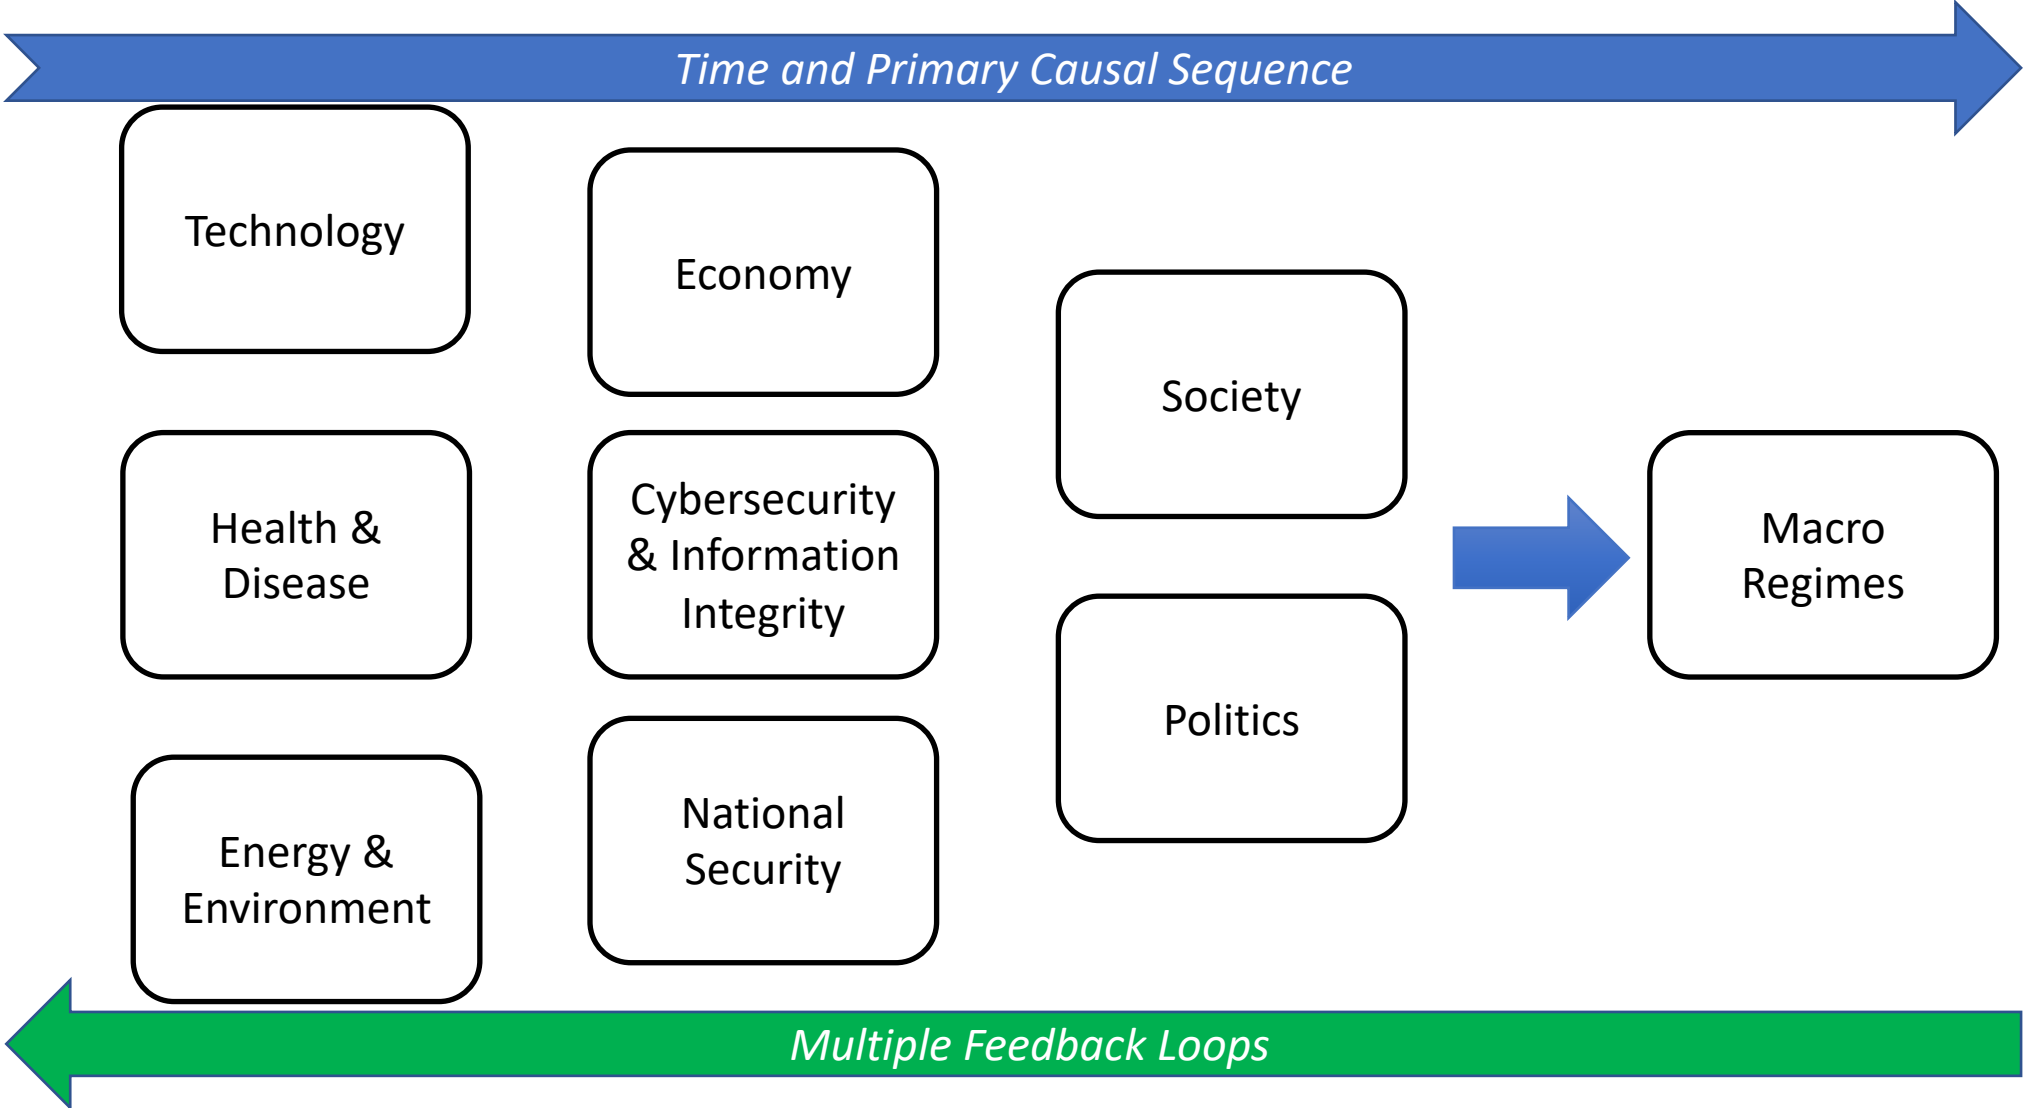 Time and Primary Causal Sequence
Technology
Economy
Society
Health &
Disease
Cybersecurity
& Information
Integrity
Macro
Regimes
Politics
Energy &
Environment
National
Security
Multiple Feedback Loops